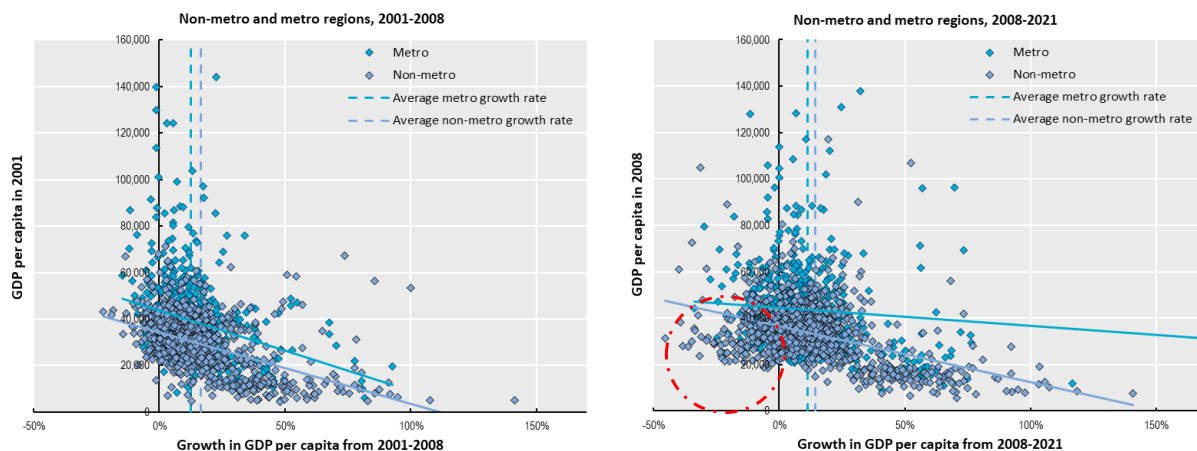 Non-metro and metro regions, 2001-2008
160,000
140,000
120,000
100,000
80,000
60,000
40,000
20,000
0
-50%
0%
50%
100%
150%
GDP per capita in 2001
Growth in GDP per capita from 2001-2008
Metro
Non-metro
Average metro growth rate
Average non-metro growth rate
Non-metro and metro regions, 2008-2021
160,000
140,000
120,000
100,000
80,000
60,000
40,000
20,000
0
-50%
0%
50%
100%
150%
GDP per capita in 2008
Growth in GDP per capita from 2008-2021
Metro
Non-metro
Average metro growth rate
Average non-metro growth rate